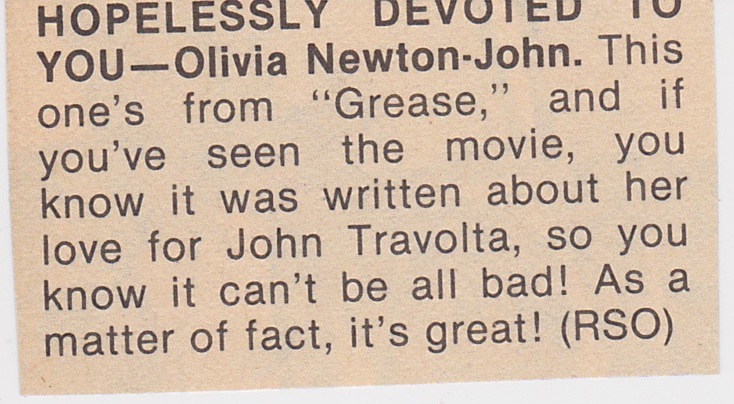 HOPELESSLY DEVOTED TO
YOU—Olivia Newton-John. This
one's from “Grease,” and if
you've seen the movie, you
know it was written about her
love for John Travolta, so you
know it can't be all bad! As a
matter of fact, it's great! (RSO)